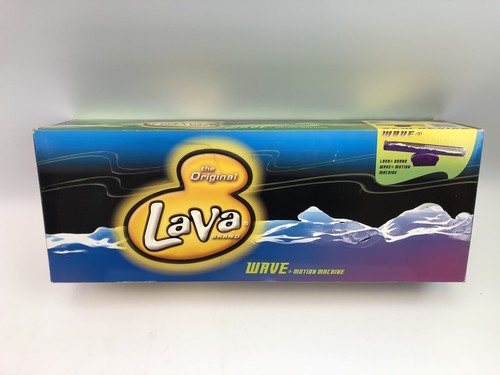 WAVE®
LAVA® BRAND
WAVE® MOTION
MACHINE
the
Original
LaVa®
BRAND
WAVE® MOTION MACHINE